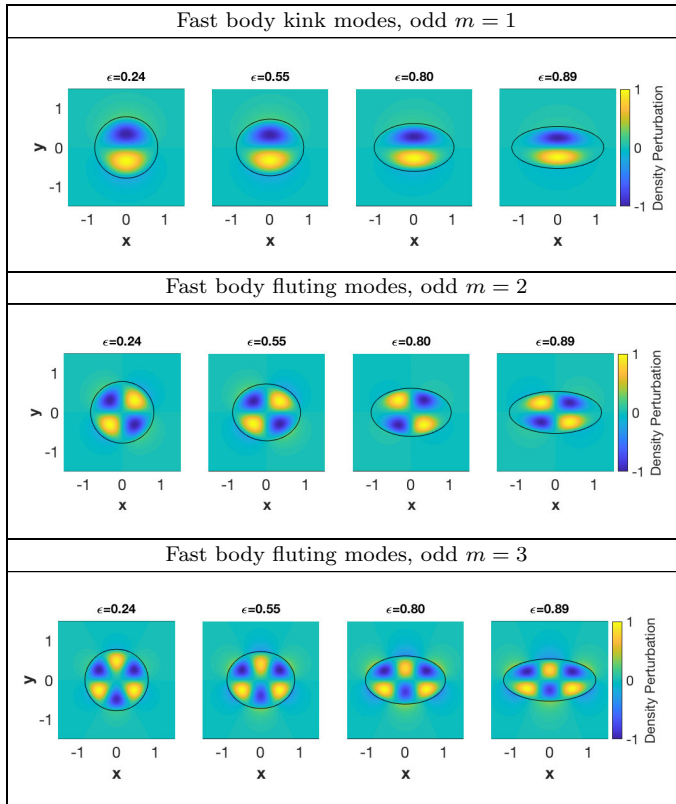 Fast body kink modes, odd m = 1
ϵ=0.24 ϵ=0.55 ϵ=0.80 ϵ=0.89
1 0 -1
y
-1 0 1 -1 0 1 -1 0 1 -1 0 1
x x x x
1 0 -1
Density Perturbation
Fast body fluting modes, odd m = 2
ϵ=0.24 ϵ=0.55 ϵ=0.80 ϵ=0.89
1 0 -1
y
-1 0 1 -1 0 1 -1 0 1 -1 0 1
x x x x
1 0 -1
Density Perturbation
Fast body fluting modes, odd m = 3
ϵ=0.24 ϵ=0.55 ϵ=0.80 ϵ=0.89
1 0 -1
y
-1 0 1 -1 0 1 -1 0 1 -1 0 1
x x x x
1 0 -1
Density Perturbation